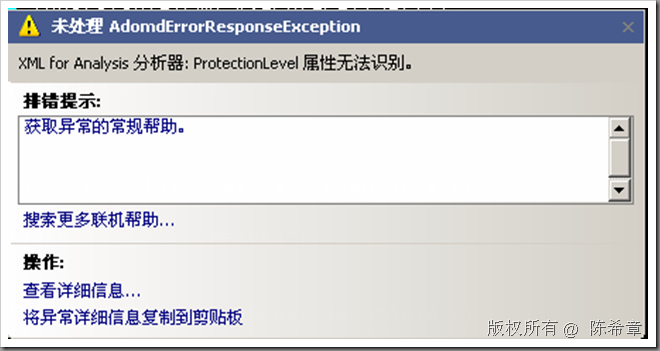 未处理 AdomdErrorResponseException
XML for Analysis 分析器: ProtectionLevel 属性无法识别。
排错提示:
获取异常的常规帮助。
搜索更多联机帮助...
操作:
查看详细信息...
将异常详细信息复制到剪贴板
版权所有 @ 陈希章